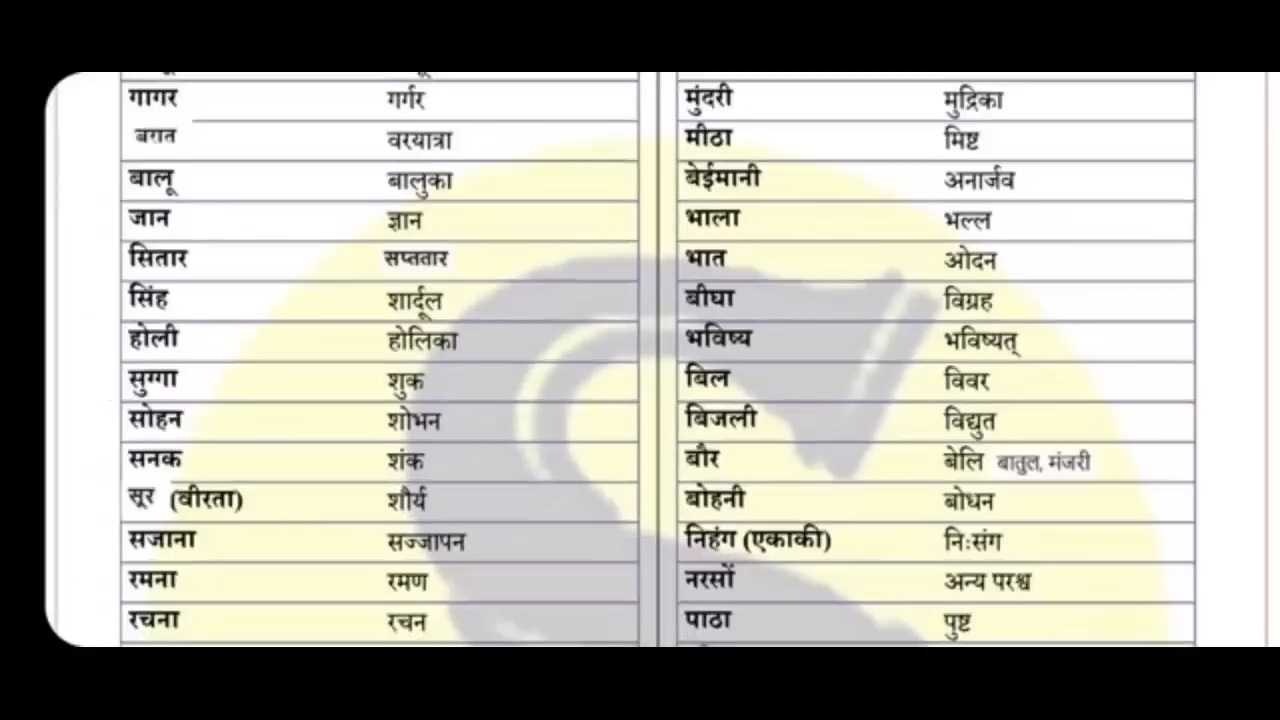 गागर गर्गर
बरात वरयात्रा
बालू बालुका
जान ज्ञान
सितार सप्ततार
सिंह शार्दूल
होली होलिका
सुग्गा शुक
सोहन शोभन
सनक शंक
सूर (वीरता) शौर्य
सजाना सज्जापन
रमना रमण
रचना रचन
मुंदरी मुद्रिका
मीठा मिष्ट
बेईमानी अनार्जव
भाला भल्ल
भात ओदन
बीघा विग्रह
भविष्य भविष्यत्
बिल विवर
बिजली विद्युत
बौर बेलि बातुल, मंजरी
बोहनी बोधन
निहंग (एकाकी) निःसंग
नरसों अन्य परश्व
पाठा पुष्ट